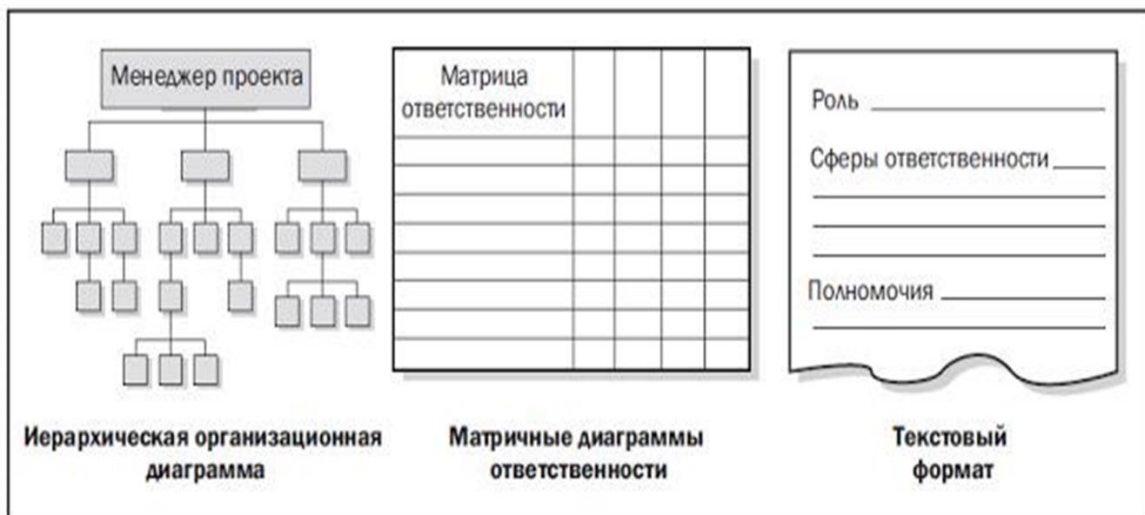 Менеджер проекта
Матрица
ответственности
Роль
Сферы ответственности
Полномочия
Иерархическая организационная
диаграмма
Матричные диаграммы
ответственности
Текстовый
формат